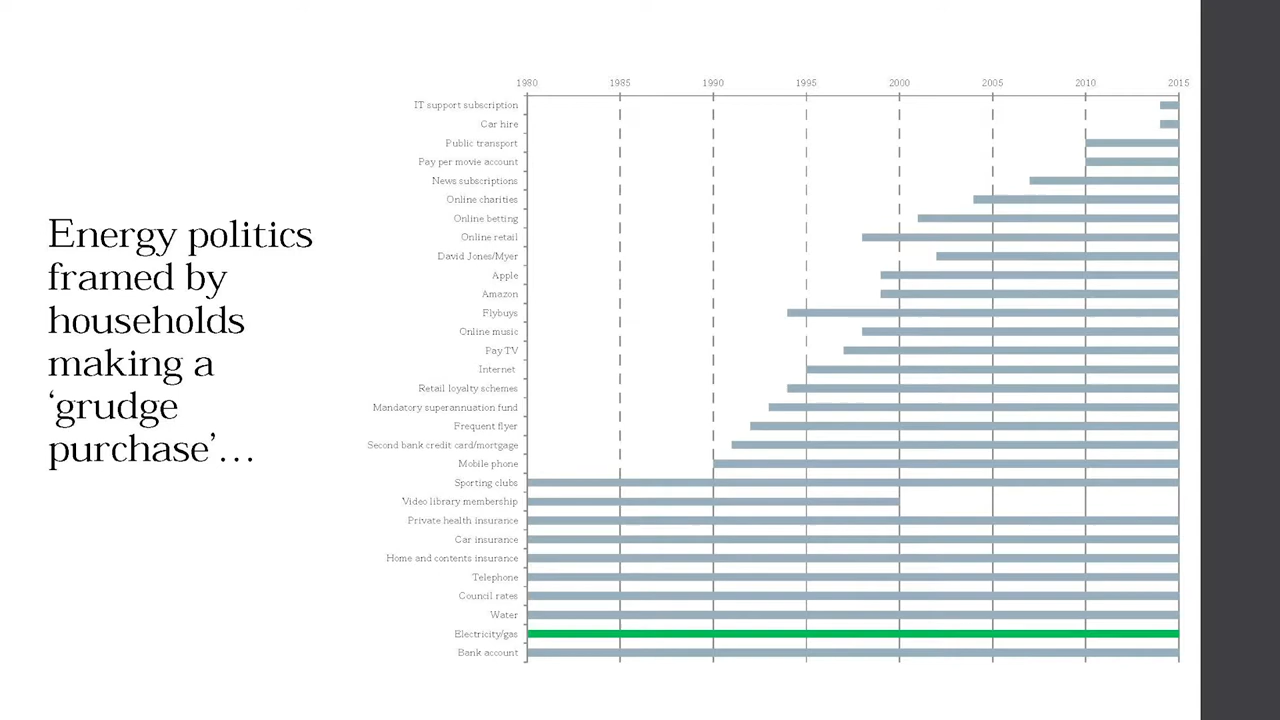 Energy politics
framed by
households
making a
‘grudge
purchase’…
1980 1985 1990 1995 2000 2005 2010 2015
IT support subscription
Car hire
Public transport
Pay per movie account
News subscriptions
Online charities
Online betting
Online retail
David Jones/Myer
Apple
Amazon
Flybuys
Online music
Pay TV
Internet
Retail loyalty schemes
Mandatory superannuation fund
Frequent flyer
Second bank credit card/mortgage
Mobile phone
Sporting clubs
Video library membership
Private health insurance
Car insurance
Home and contents insurance
Telephone
Council rates
Water
Electricity/gas
Bank account